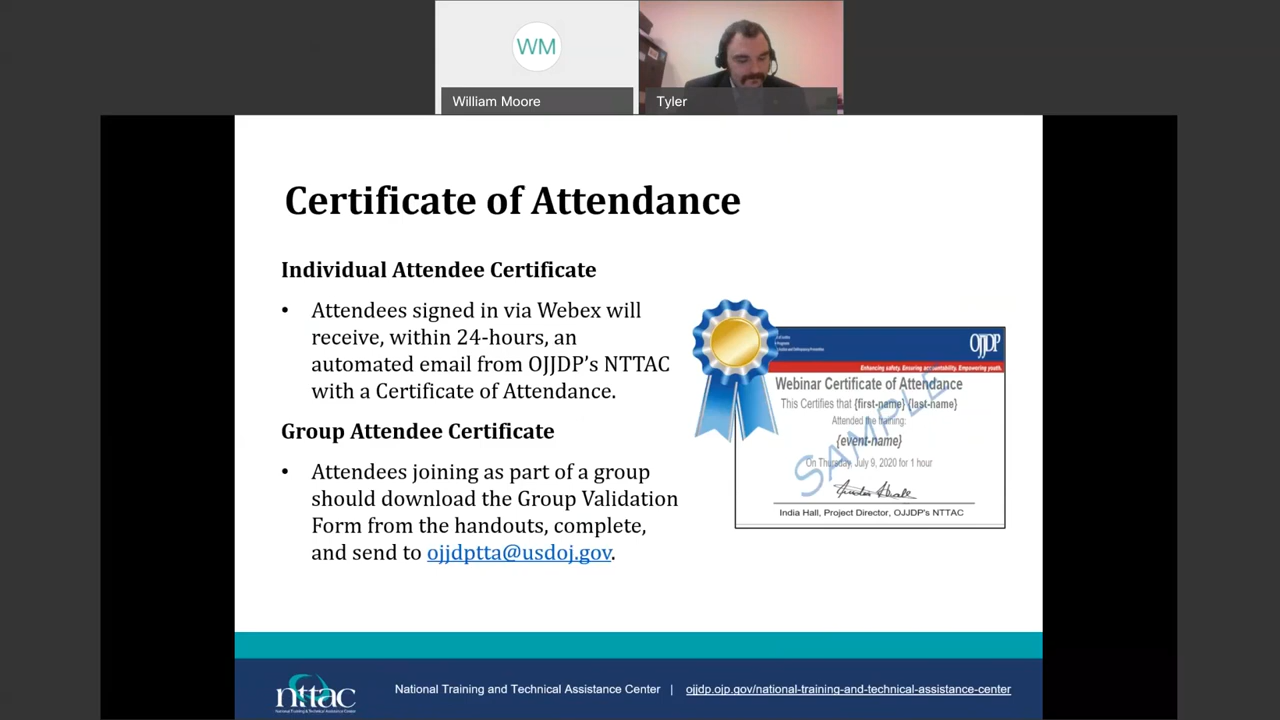 WM
William Moore
Tyler
Certificate of Attendance
Individual Attendee Certificate
• Attendees signed in via Webex will
receive, within 24-hours, an
automated email from OJJDP's NTTAC
with a Certificate of Attendance.
Group Attendee Certificate
• Attendees joining as part of a group
should download the Group Validation
Form from the handouts, complete,
and send to ojjdptta@usdoj.gov.
OJJDP
Enhancing safety. Ensuring accountability. Empowering youth.
Webinar Certificate of Attendance
This Certifies that {first-name} {last-name}
Attended the training:
{event-name}
On Thursday, July 9, 2020 for 1 hour
SAMPLE
India Hall, Project Director, OJJDP's NTTAC
nttac
National Training & Technical Assistance Center
National Training and Technical Assistance Center | ojjdp.ojp.gov/national-training-and-technical-assistance-center